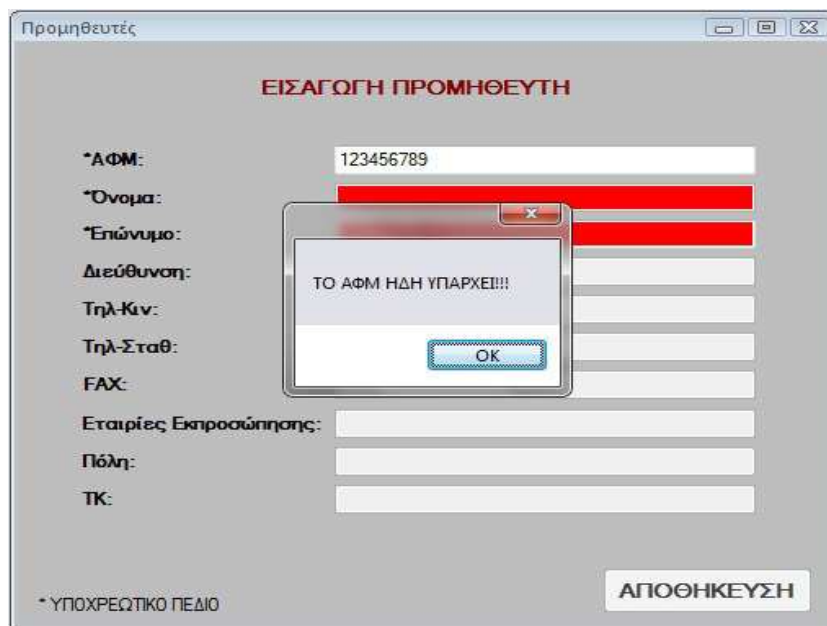 Προμηθευτές
ΕΙΣΑΓΩΓΗ ΠΡΟΜΗΘΕΥΤΗ
*ΑΦΜ: 123456789
*Όνομα:
*Επώνυμο:
Διεύθυνση:
ΤΟ ΑΦΜ ΗΔΗ ΥΠΑΡΧΕΙ!!!
Τηλ-Κιν:
Τηλ-Σταθ:
OK
FAX:
Εταιρίες Εκπροσώπησης:
Πόλη:
ΤΚ:
ΑΠΟΘΗΚΕΥΣΗ
* ΥΠΟΧΡΕΩΤΙΚΟ ΠΕΔΙΟ